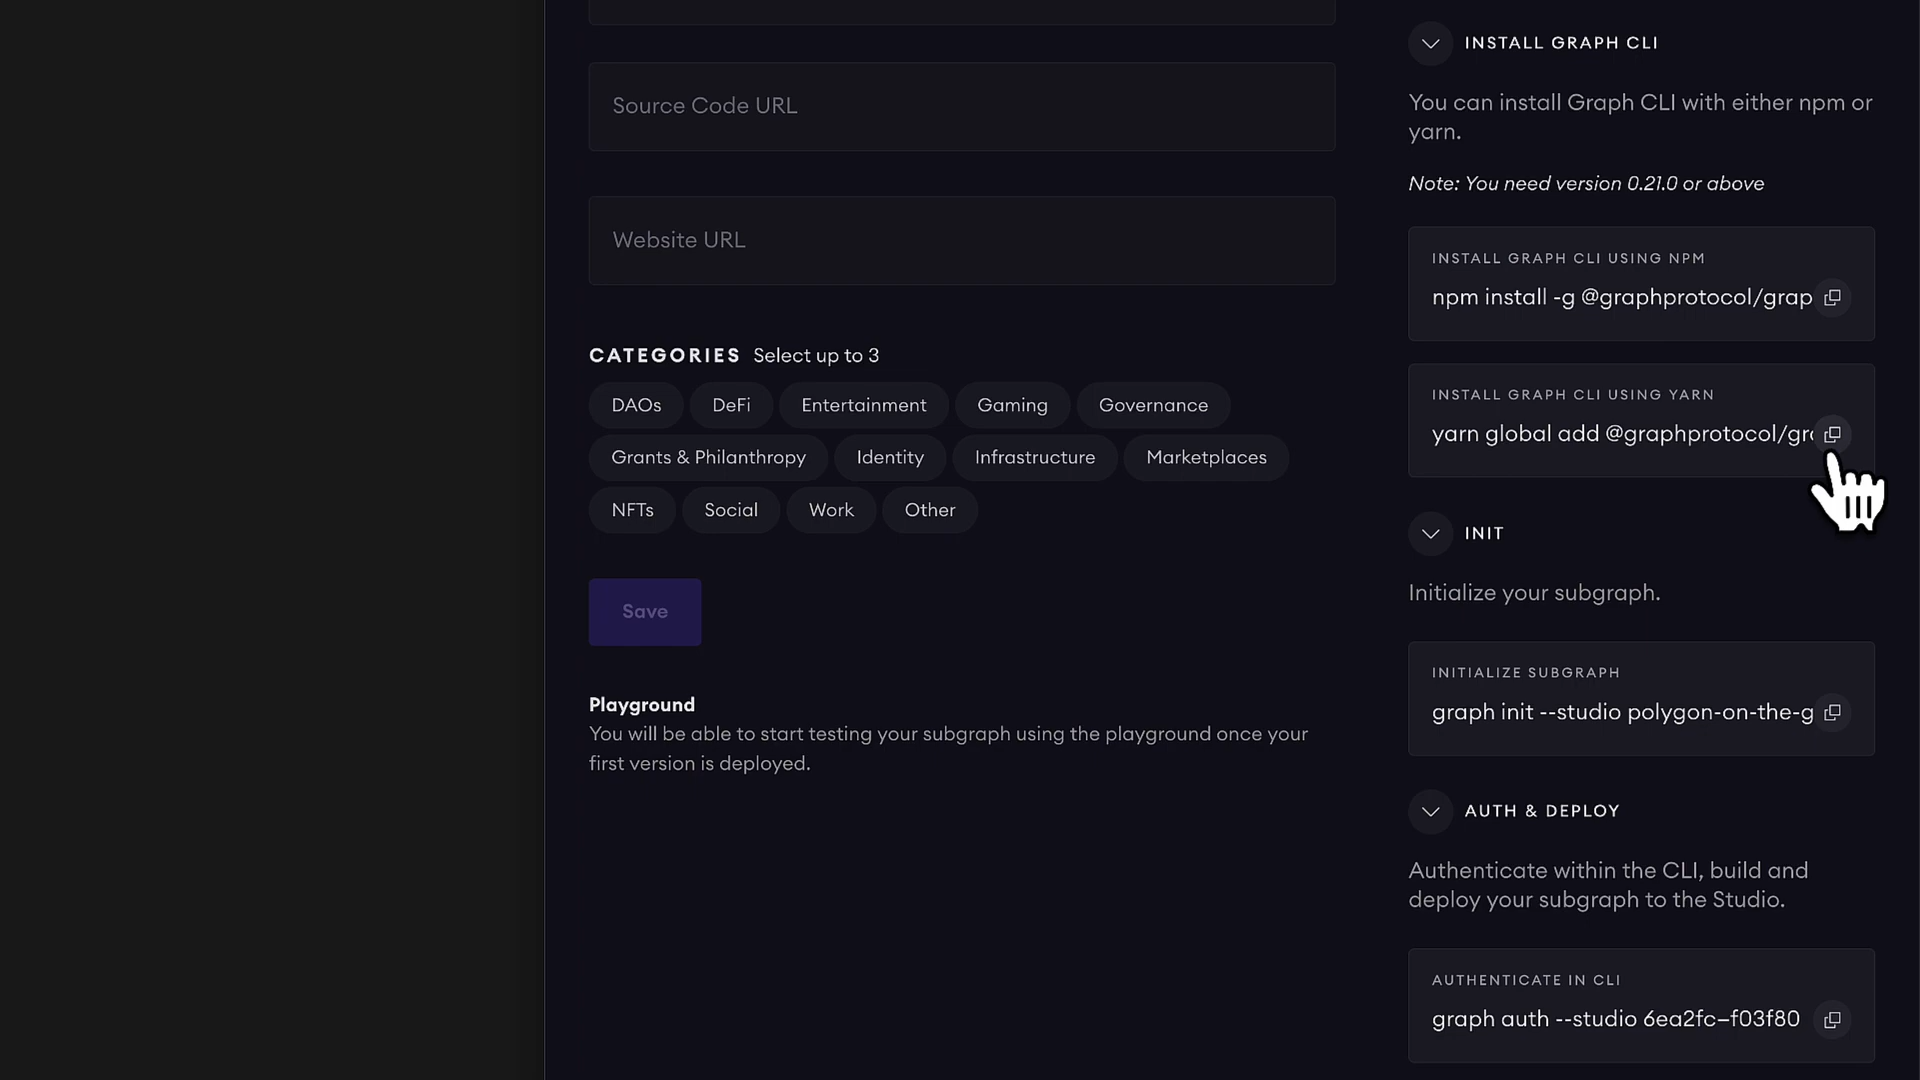 Source Code URL
Website URL
CATEGORIES Select up to 3
DAOs DeFi Entertainment Gaming Governance
Grants & Philanthropy Identity Infrastructure Marketplaces
NFTs Social Work Other
Save
Playground
You will be able to start testing your subgraph using the playground once your
first version is deployed.
INSTALL GRAPH CLI
You can install Graph CLI with either npm or
yarn.
Note: You need version 0.21.0 or above
INSTALL GRAPH CLI USING NPM
npm install -g @graphprotocol/grap
INSTALL GRAPH CLI USING YARN
yarn global add @graphprotocol/gr
INIT
Initialize your subgraph.
INITIALIZE SUBGRAPH
graph init --studio polygon-on-the-g
AUTH & DEPLOY
Authenticate within the CLI, build and
deploy your subgraph to the Studio.
AUTHENTICATE IN CLI
graph auth --studio 6ea2fc–f03f80